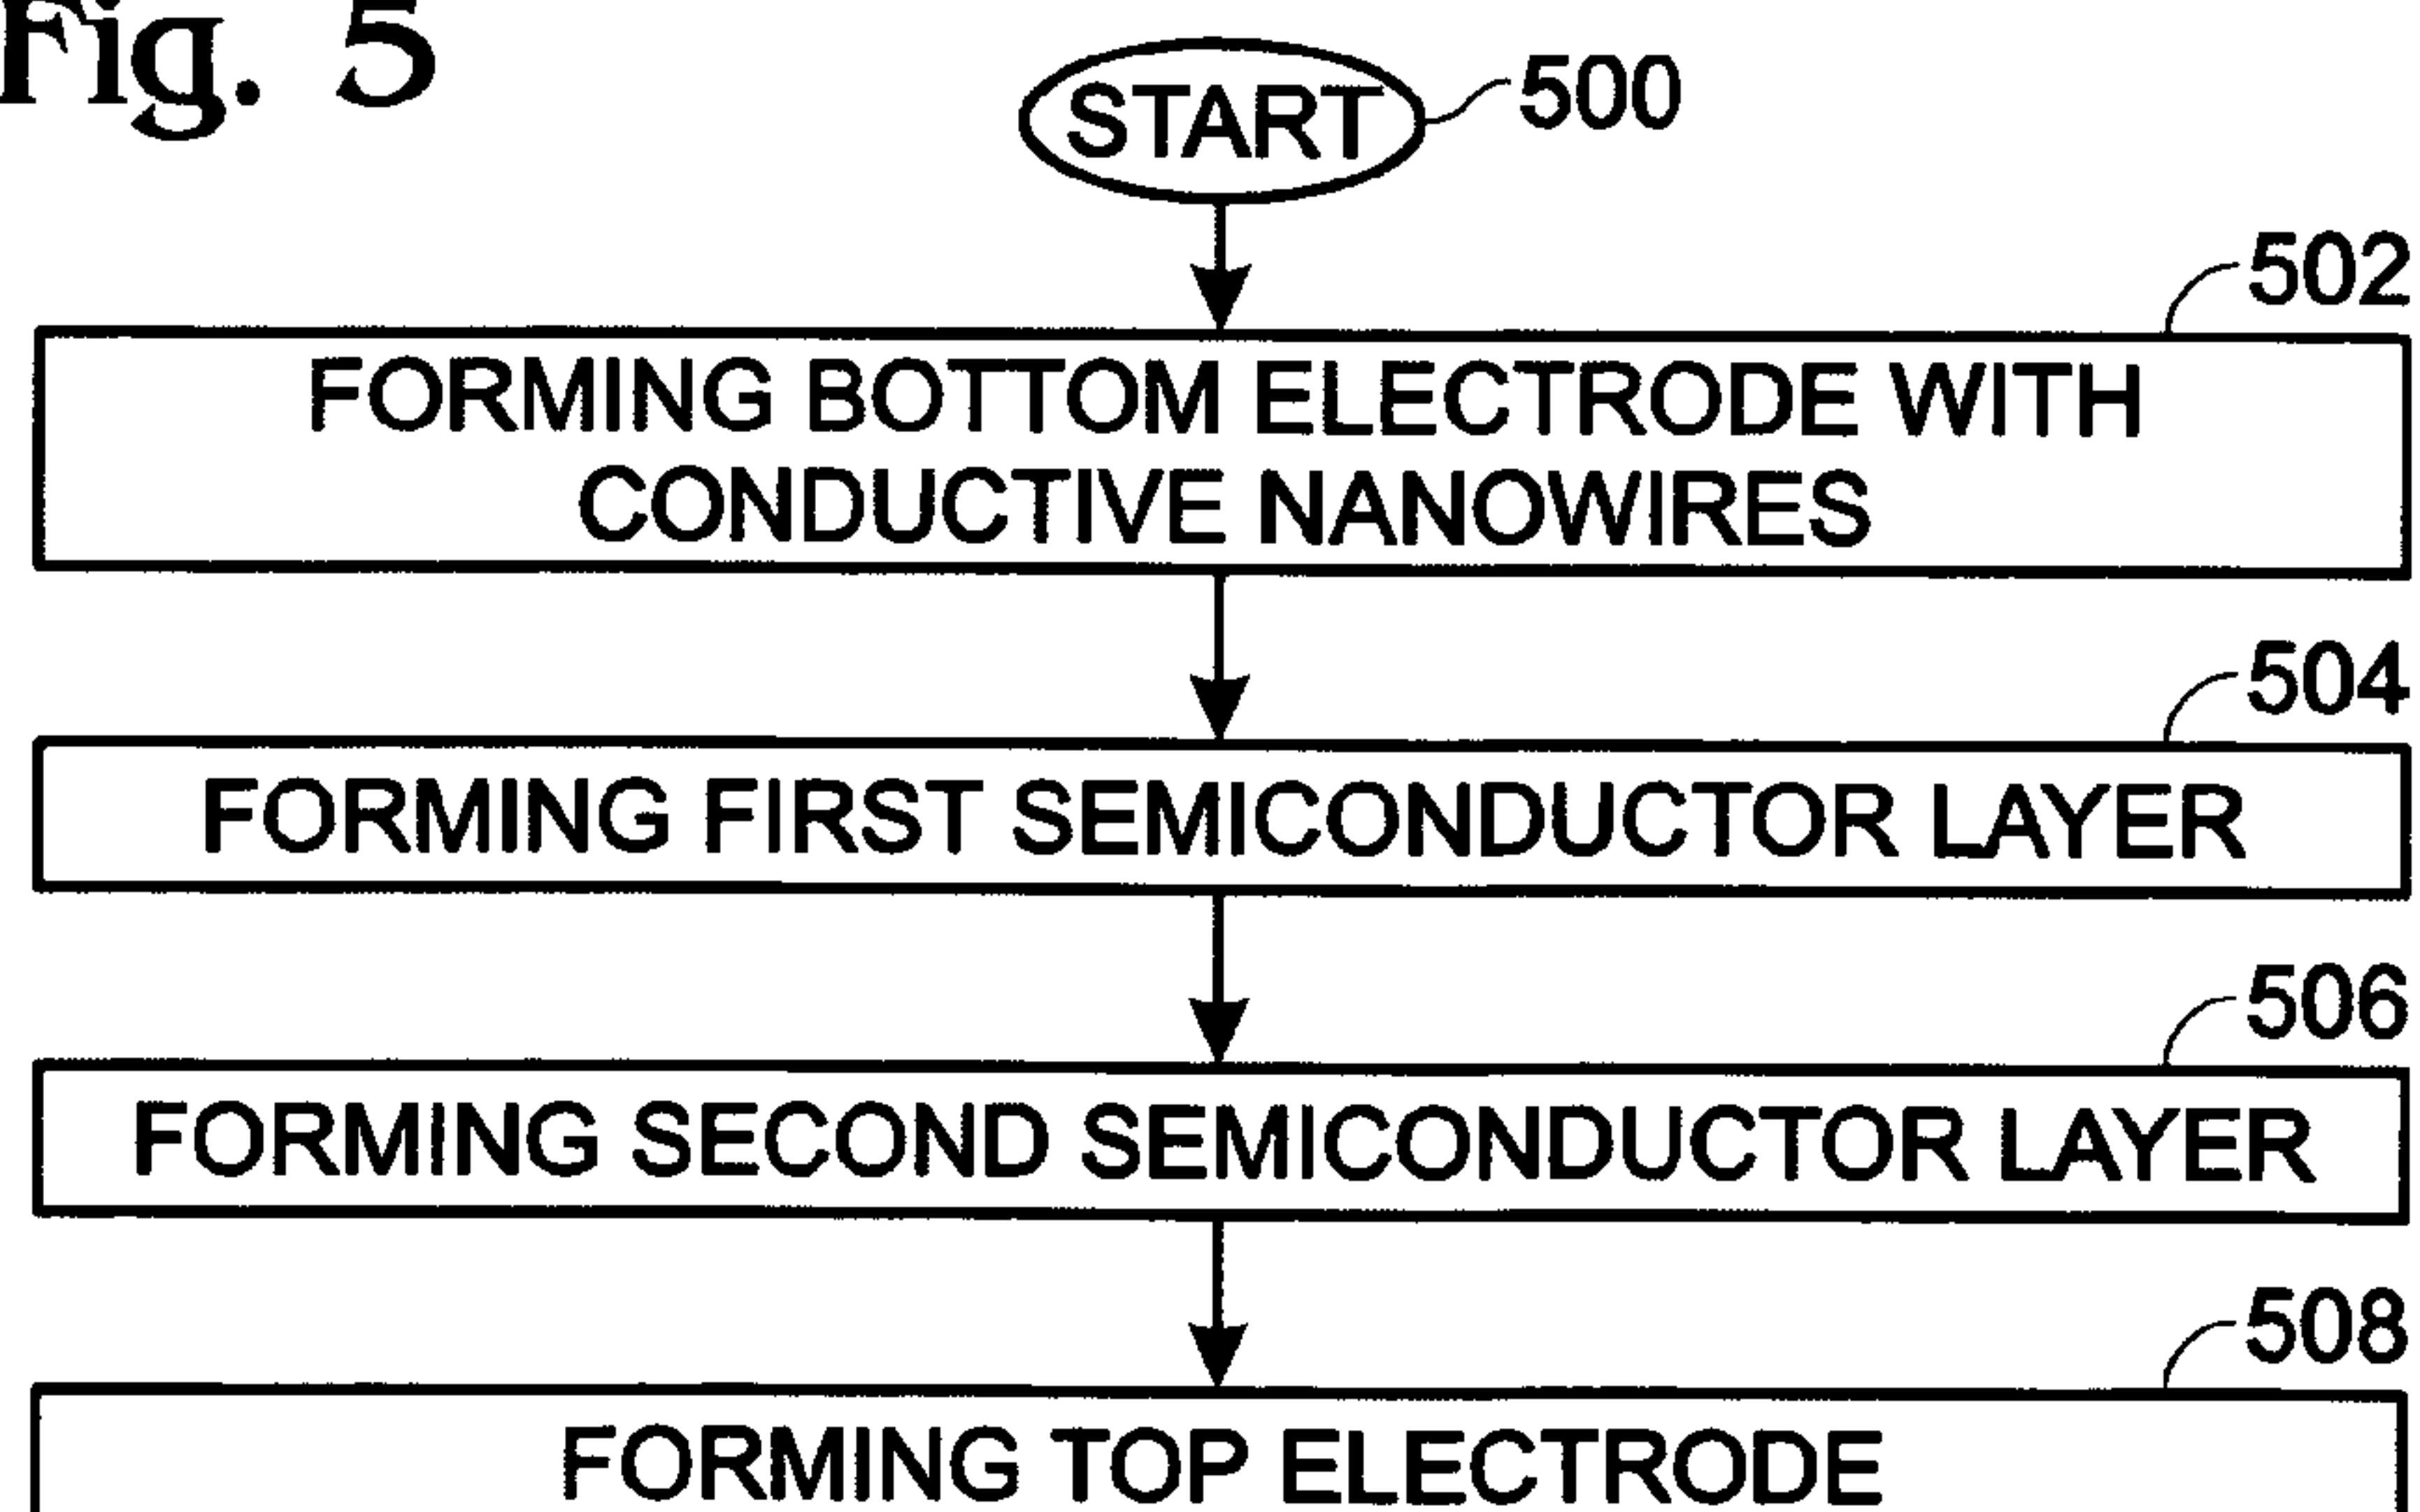 Fig. 5
START
500
502
FORMING BOTTOM ELECTRODE WITH
CONDUCTIVE NANOWIRES
504
FORMING FIRST SEMICONDUCTOR LAYER
506
FORMING SECOND SEMICONDUCTOR LAYER
508
FORMING TOP ELECTRODE